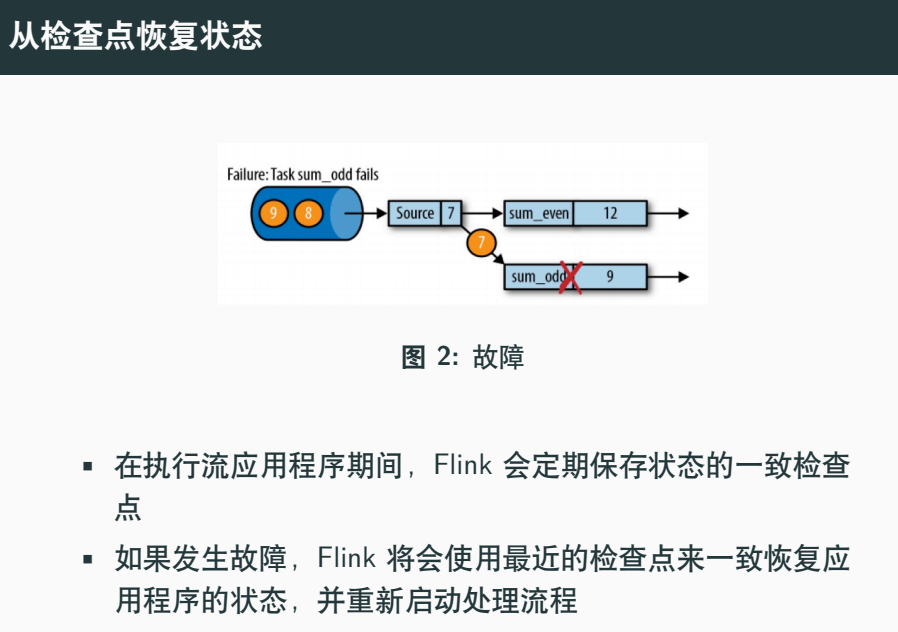 从检查点恢复状态
Failure: Task sum_odd fails
9 8 Source 7 sum_even 12
7
sum_odd 9
图 2: 故障
▪ 在执行流应用程序期间，Flink 会定期保存状态的一致检查
点
▪ 如果发生故障，Flink 将会使用最近的检查点来一致恢复应
用程序的状态，并重新启动处理流程